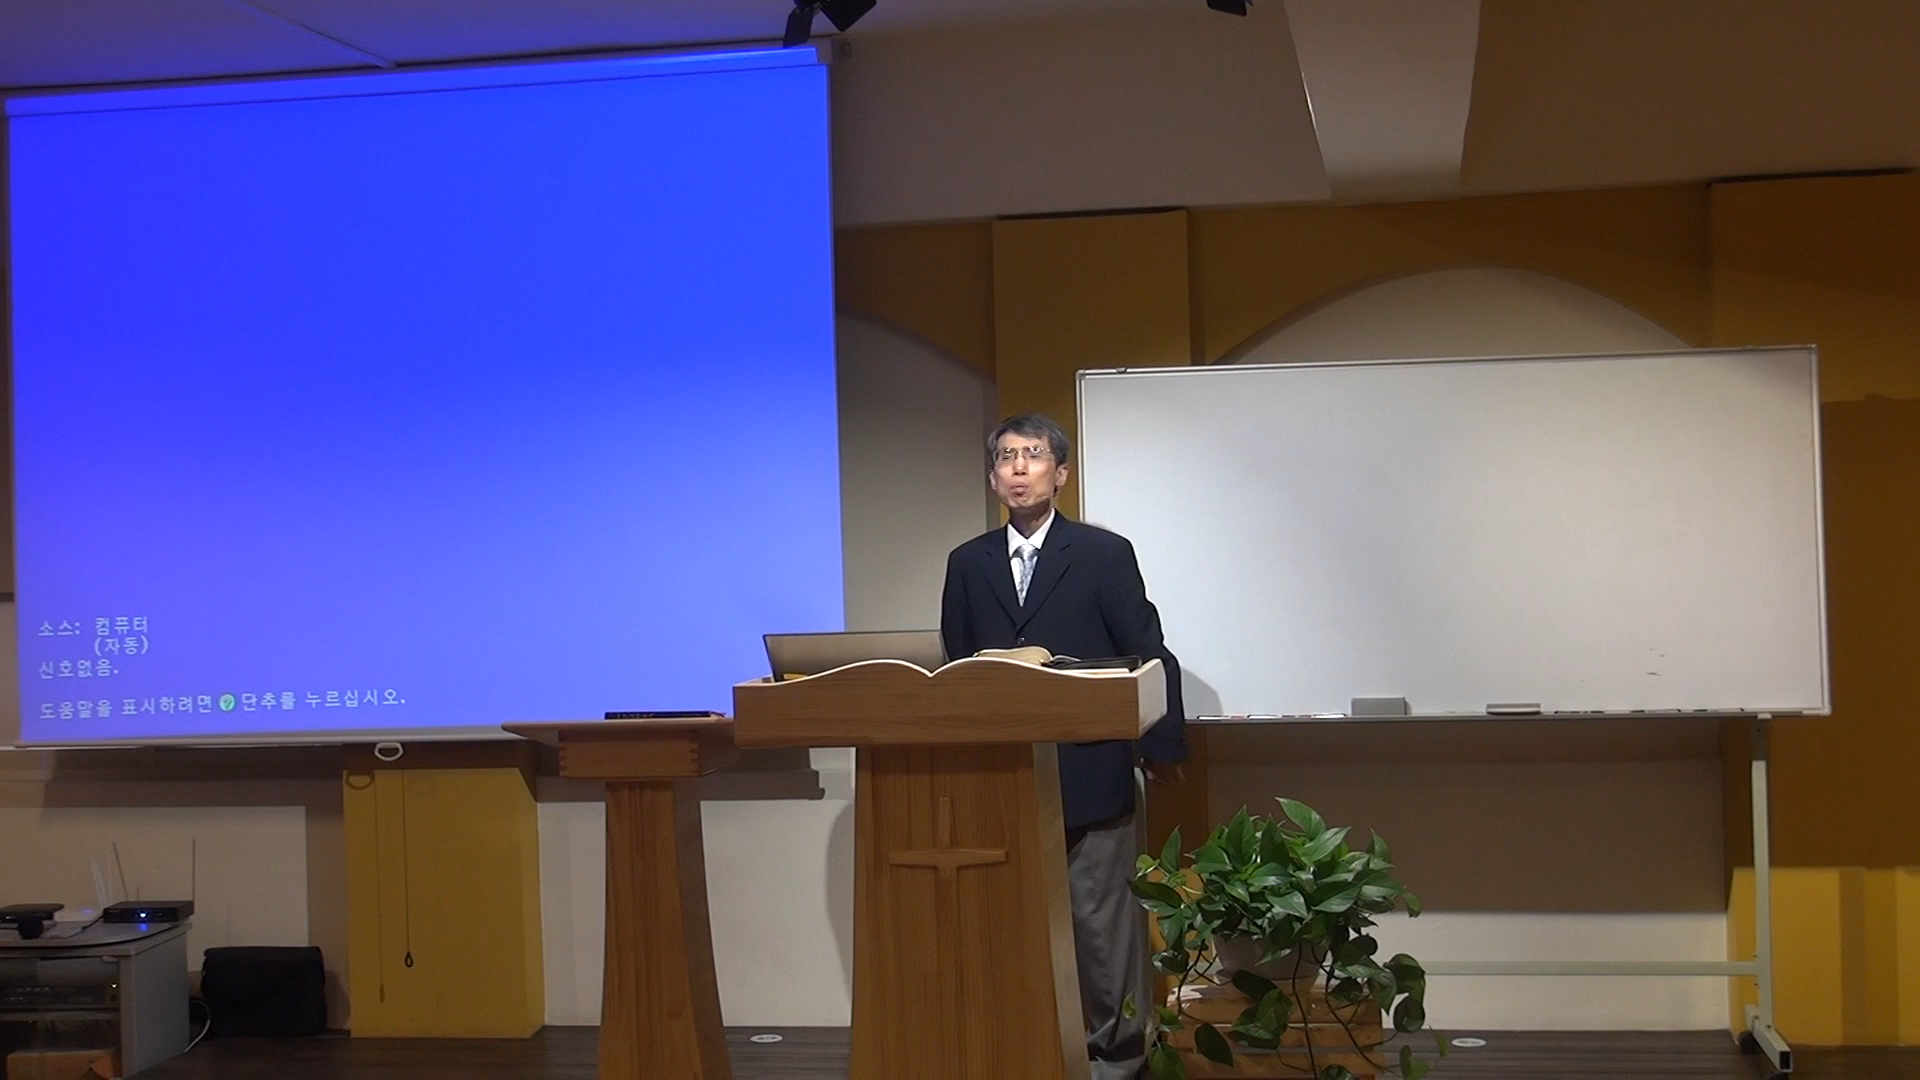 소스: 컴퓨터
(자동)
신호없음.
도움말을 표시하려면 ? 단추를 누르십시오.